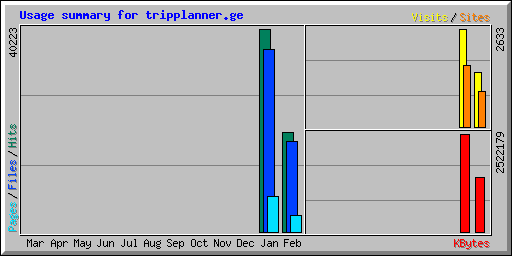 Usage summary for tripplanner.ge
Visits / Sites
40223
2633
2522179
Pages / Files / Hits
Mar Apr May Jun Jul Aug Sep Oct Nov Dec Jan Feb
KBytes